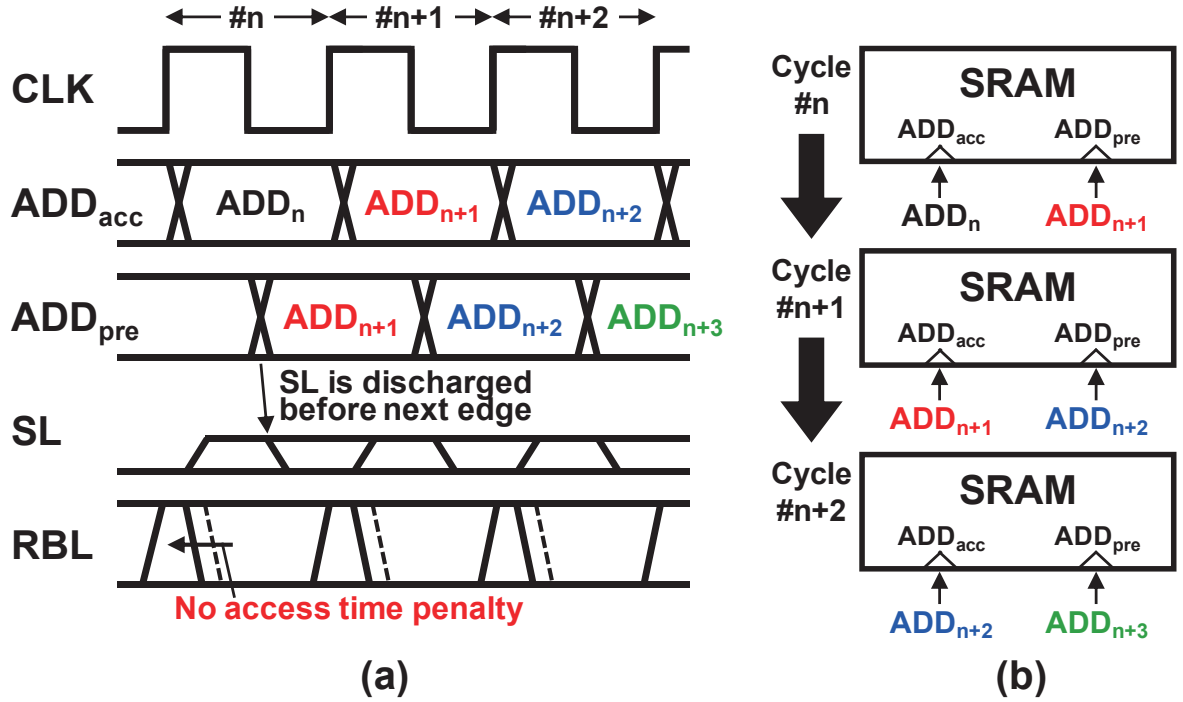 #n #n+1 #n+2
CLK
ADDacc ADDn ADDn+1 ADDn+2
ADDpre ADDn+1 ADDn+2 ADDn+3
SL is discharged
before next edge
SL
RBL
No access time penalty
(a)
Cycle
#n
SRAM
ADDacc ADDpre
ADDn ADDn+1
Cycle
#n+1
SRAM
ADDacc ADDpre
ADDn+1 ADDn+2
Cycle
#n+2
SRAM
ADDacc ADDpre
ADDn+2 ADDn+3
(b)